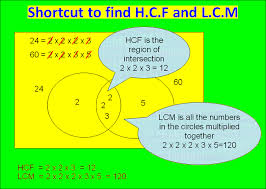 Shortcut to find H.C.F and L.C.M
24 = 2 x 2 x 2 x 3
60 = 2 x 2 x 3 x 5
HCF is the
region of
intersection
2 x 2 x 3 = 12
24
60
2
2
2
3
5
LCM is all the numbers
in the circles multiplied
together
2 x 2 x 2 x 3 x 5=120
HCF = 2 x 2 x 3 = 12
LCM = 2 x 2 x 2 x 3 x 5 = 120